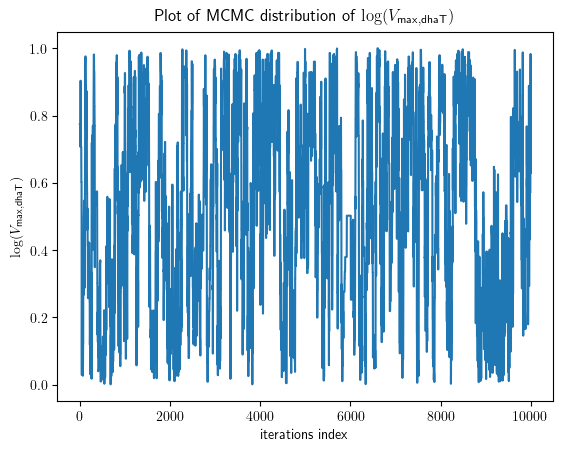 Plot of MCMC distribution of log(V_max,dhaT)
log(V_max,dhaT)
1.0
0.8
0.6
0.4
0.2
0.0
0 2000 4000 6000 8000 10000
iterations index